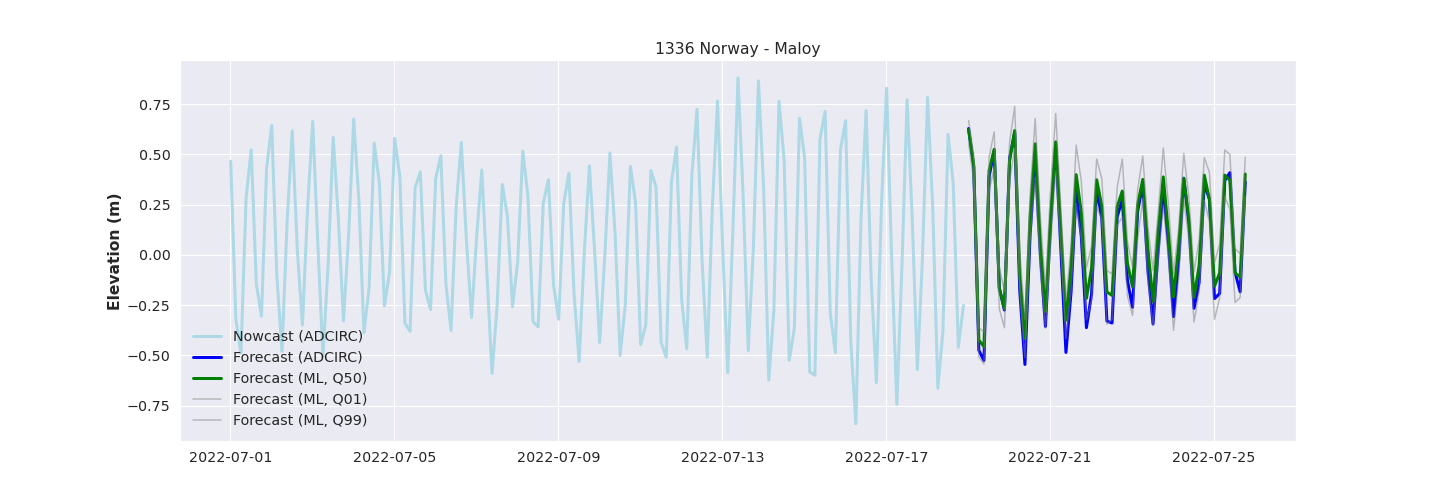 1336 Norway - Maloy
Elevation (m)
0.75
0.50
0.25
0.00
−0.25
−0.50
−0.75
Nowcast (ADCIRC)
Forecast (ADCIRC)
Forecast (ML, Q50)
Forecast (ML, Q01)
Forecast (ML, Q99)
2022-07-01 2022-07-05 2022-07-09 2022-07-13 2022-07-17 2022-07-21 2022-07-25